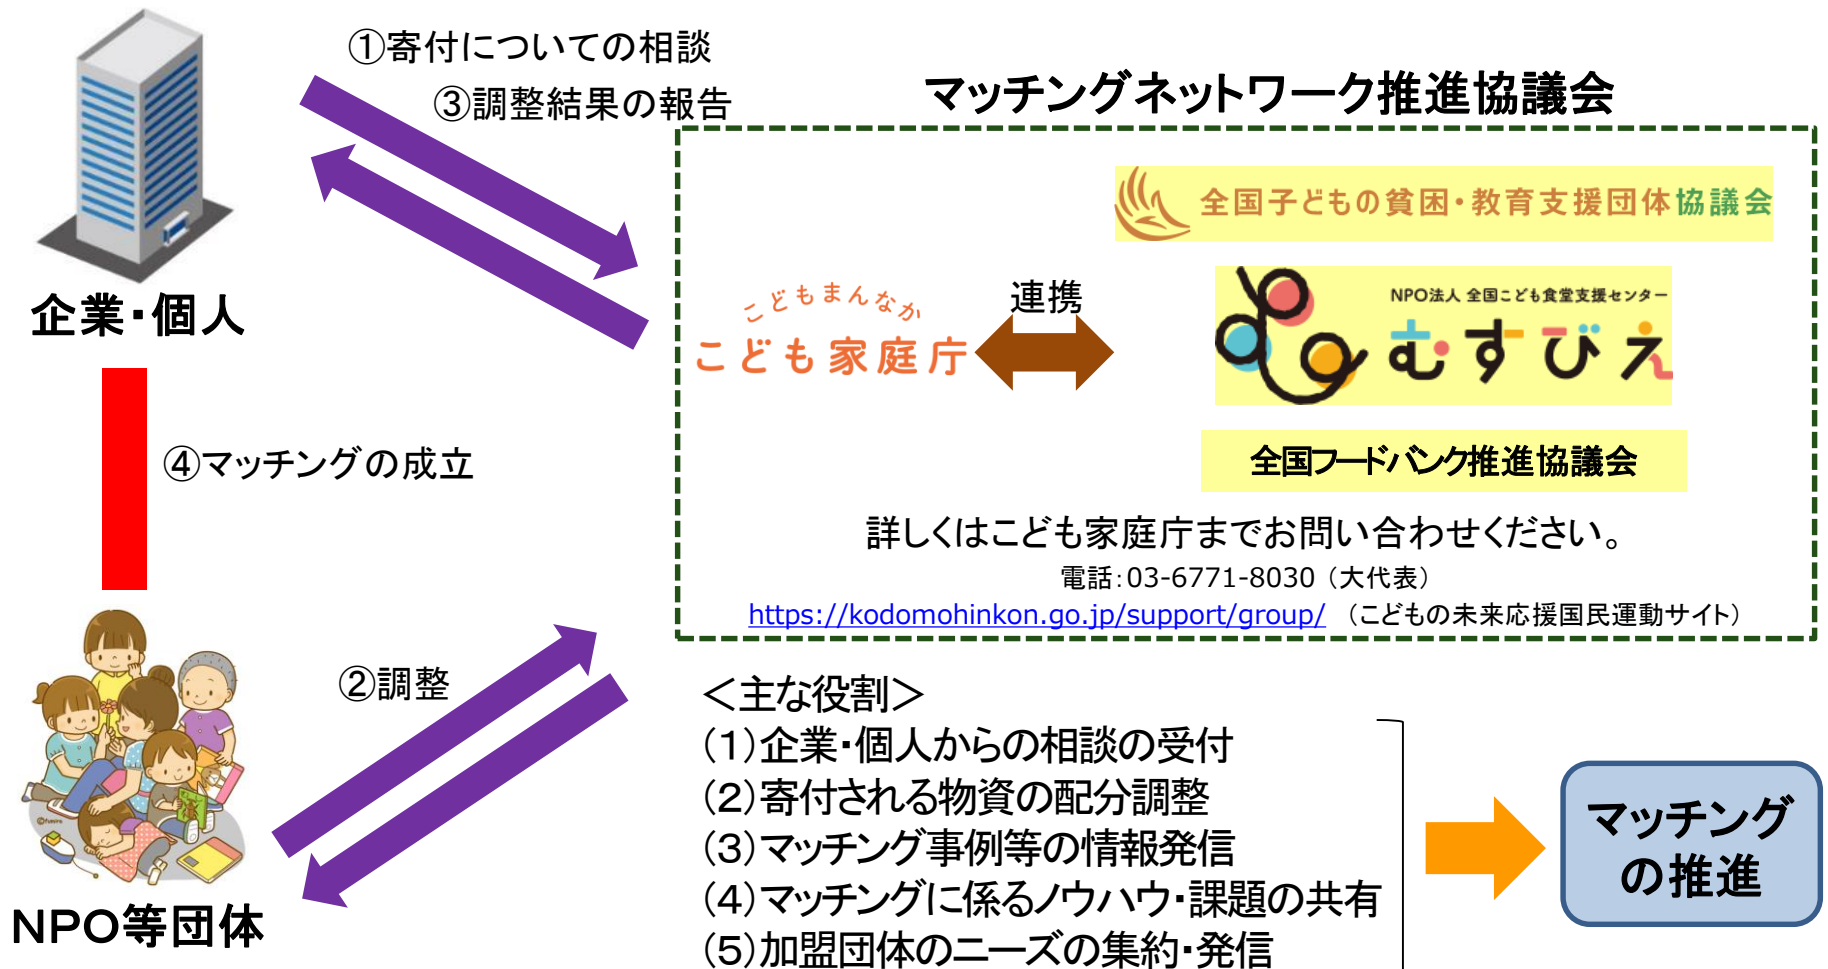 ①寄付についての相談
③調整結果の報告
マッチングネットワーク推進協議会
全国子どもの貧困・教育支援団体協議会
企業・個人
こどもまんなか
こども家庭庁
連携
NPO法人 全国こども食堂支援センター
むすびえ
④マッチングの成立
全国フードバンク推進協議会
詳しくはこども家庭庁までお問い合わせください。
電話：03-6771-8030（大代表）
https://kodomohinkon.go.jp/support/group/ （こどもの未来応援国民運動サイト）
②調整
NPO等団体
＜主な役割＞
（１）企業・個人からの相談の受付
（２）寄付される物資の配分調整
（３）マッチング事例等の情報発信
（４）マッチングに係るノウハウ・課題の共有
（５）加盟団体のニーズの集約・発信
マッチング
の推進